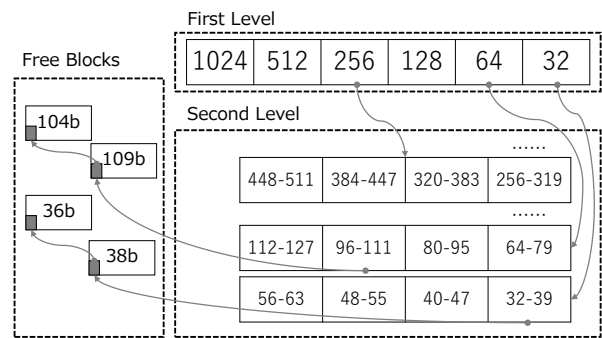 First Level
1024 512 256 128 64 32
Free Blocks
104b
109b
36b
38b
Second Level
......
448-511 384-447 320-383 256-319
......
112-127 96-111 80-95 64-79
56-63 48-55 40-47 32-39